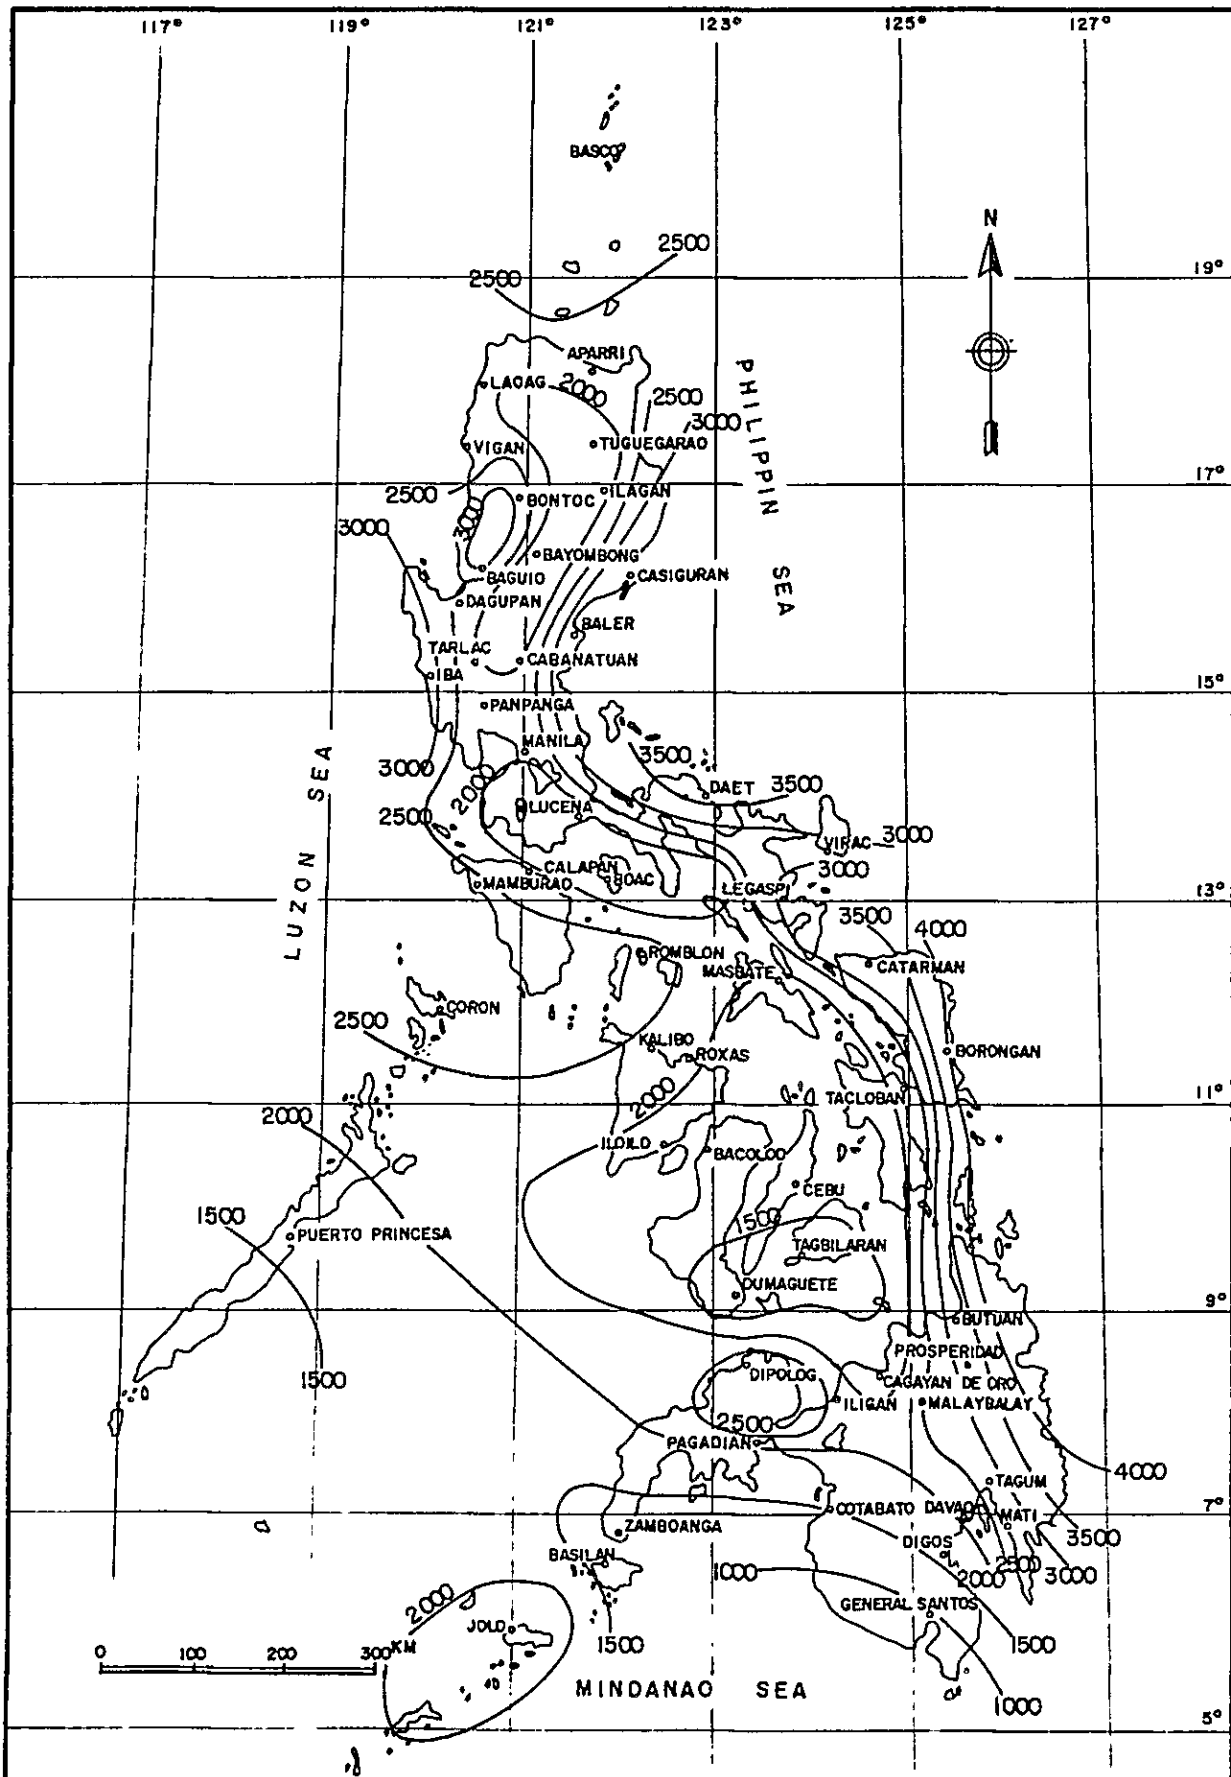 117° 119° 121° 123° 125° 127°
BASCO
N
2500
2500
19°
APARRI
LAOAG
2000
2500
3000
PHILIPPIN SEA
VIGAN
TUGUEGARAO
2500
17°
BONTOC
ILAGAN
3000
3000
BAYOMBONG
BAGUIO
CASIGURAN
DAGUPAN
BALER
TARLAC
CABANATUAN
IBA
15°
PANPANGA
MANILA
LUZON SEA
3000
3500
2000
DAET
3500
2500
LUCENA
VIRAC
3000
CALAPAN
BOAC
3000
MAMBURAO
LEGASPI
13°
3500
4000
ROMBLON
MASBATE
CATARMAN
CORON
2500
KALIBO
ROXAS
BORONGAN
2000
TACLOBAN
11°
2000
ILOILO
BACOLOD
CEBU
1500
1500
PUERTO PRINCESA
TAGBILARAN
DUMAGUETE
9°
BUTUAN
PROSPERIDAD
1500
DIPOLOG
CAGAYAN DE ORO
ILIGAN
MALAYBALAY
2500
PAGADIAN
4000
TAGUM
COTABATO
DAVAO
MATI
7°
ZAMBOANGA
3500
DIGOS
BASILAN
1000
2000
2500
3000
2000
GENERAL SANTOS
JOLO
1500
1500
0 100 200 300 KM
MINDANAO SEA
1000
5°